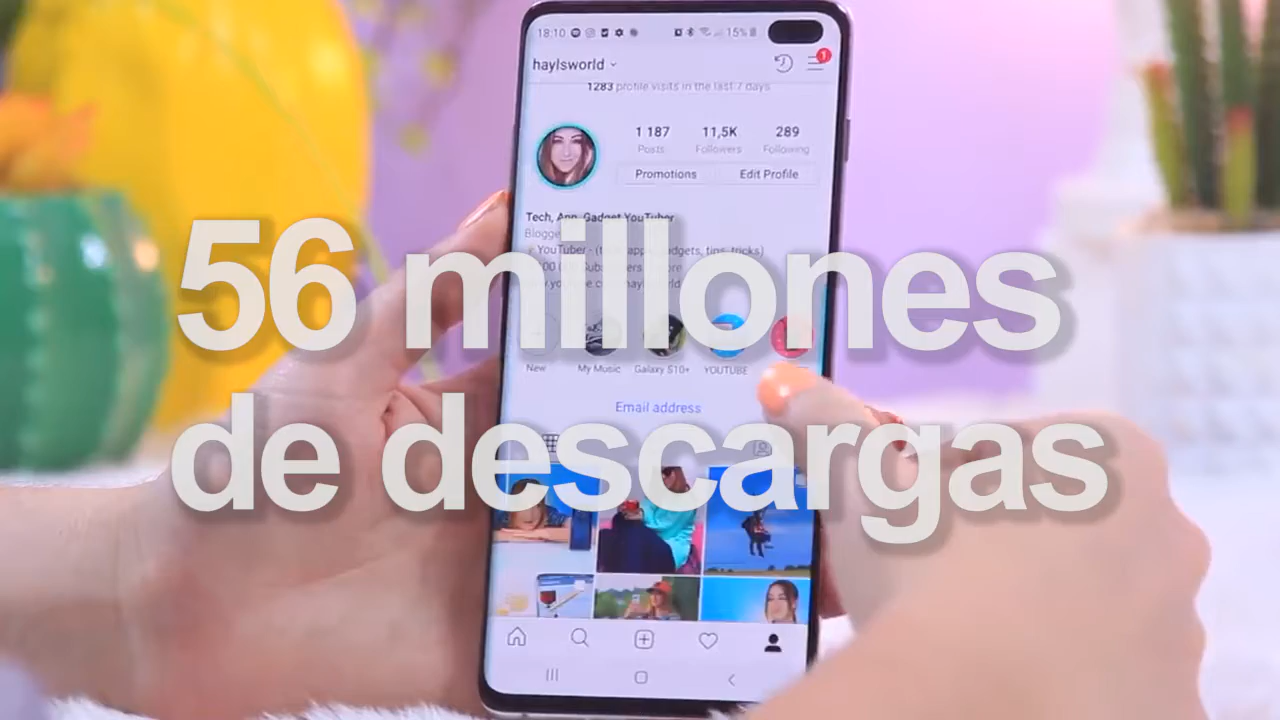 18:10
15%
haylsworld
1
1283 profile visits in the last 7 days
1 187 11,5K 289
Posts Followers Following
Promotions Edit Profile
Tech, App, Gadget YouTuber
56 millones
New My Music Galaxy S10+ YOUTUBE
Email address
de descargas